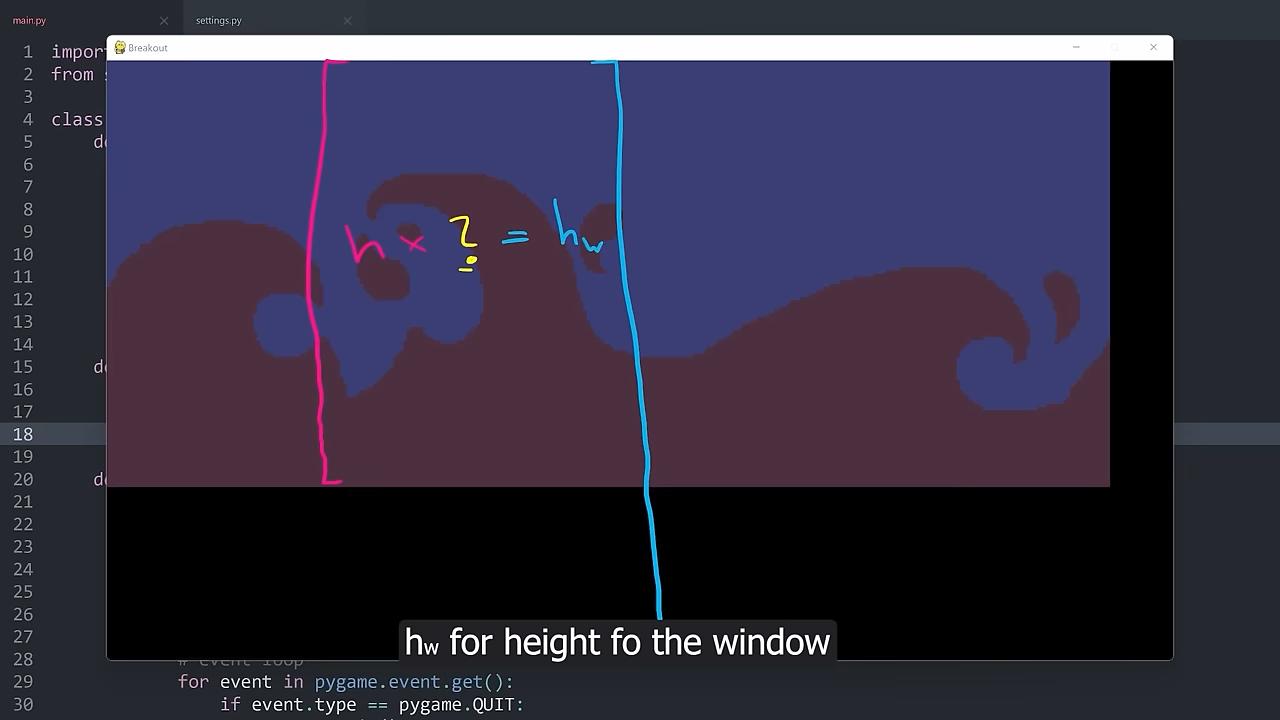 main.py
settings.py
Breakout
1 impor
2 from s
3
4 class
5 de
6
7
8
9
10
11
12
13
14
15 de
16
17
18
19
20 de
21
22
23
24
25
26
27
28 # event loop
29 for event in pygame.event.get():
30 if event.type == pygame.QUIT:
h × ? = hw
hw for height fo the window